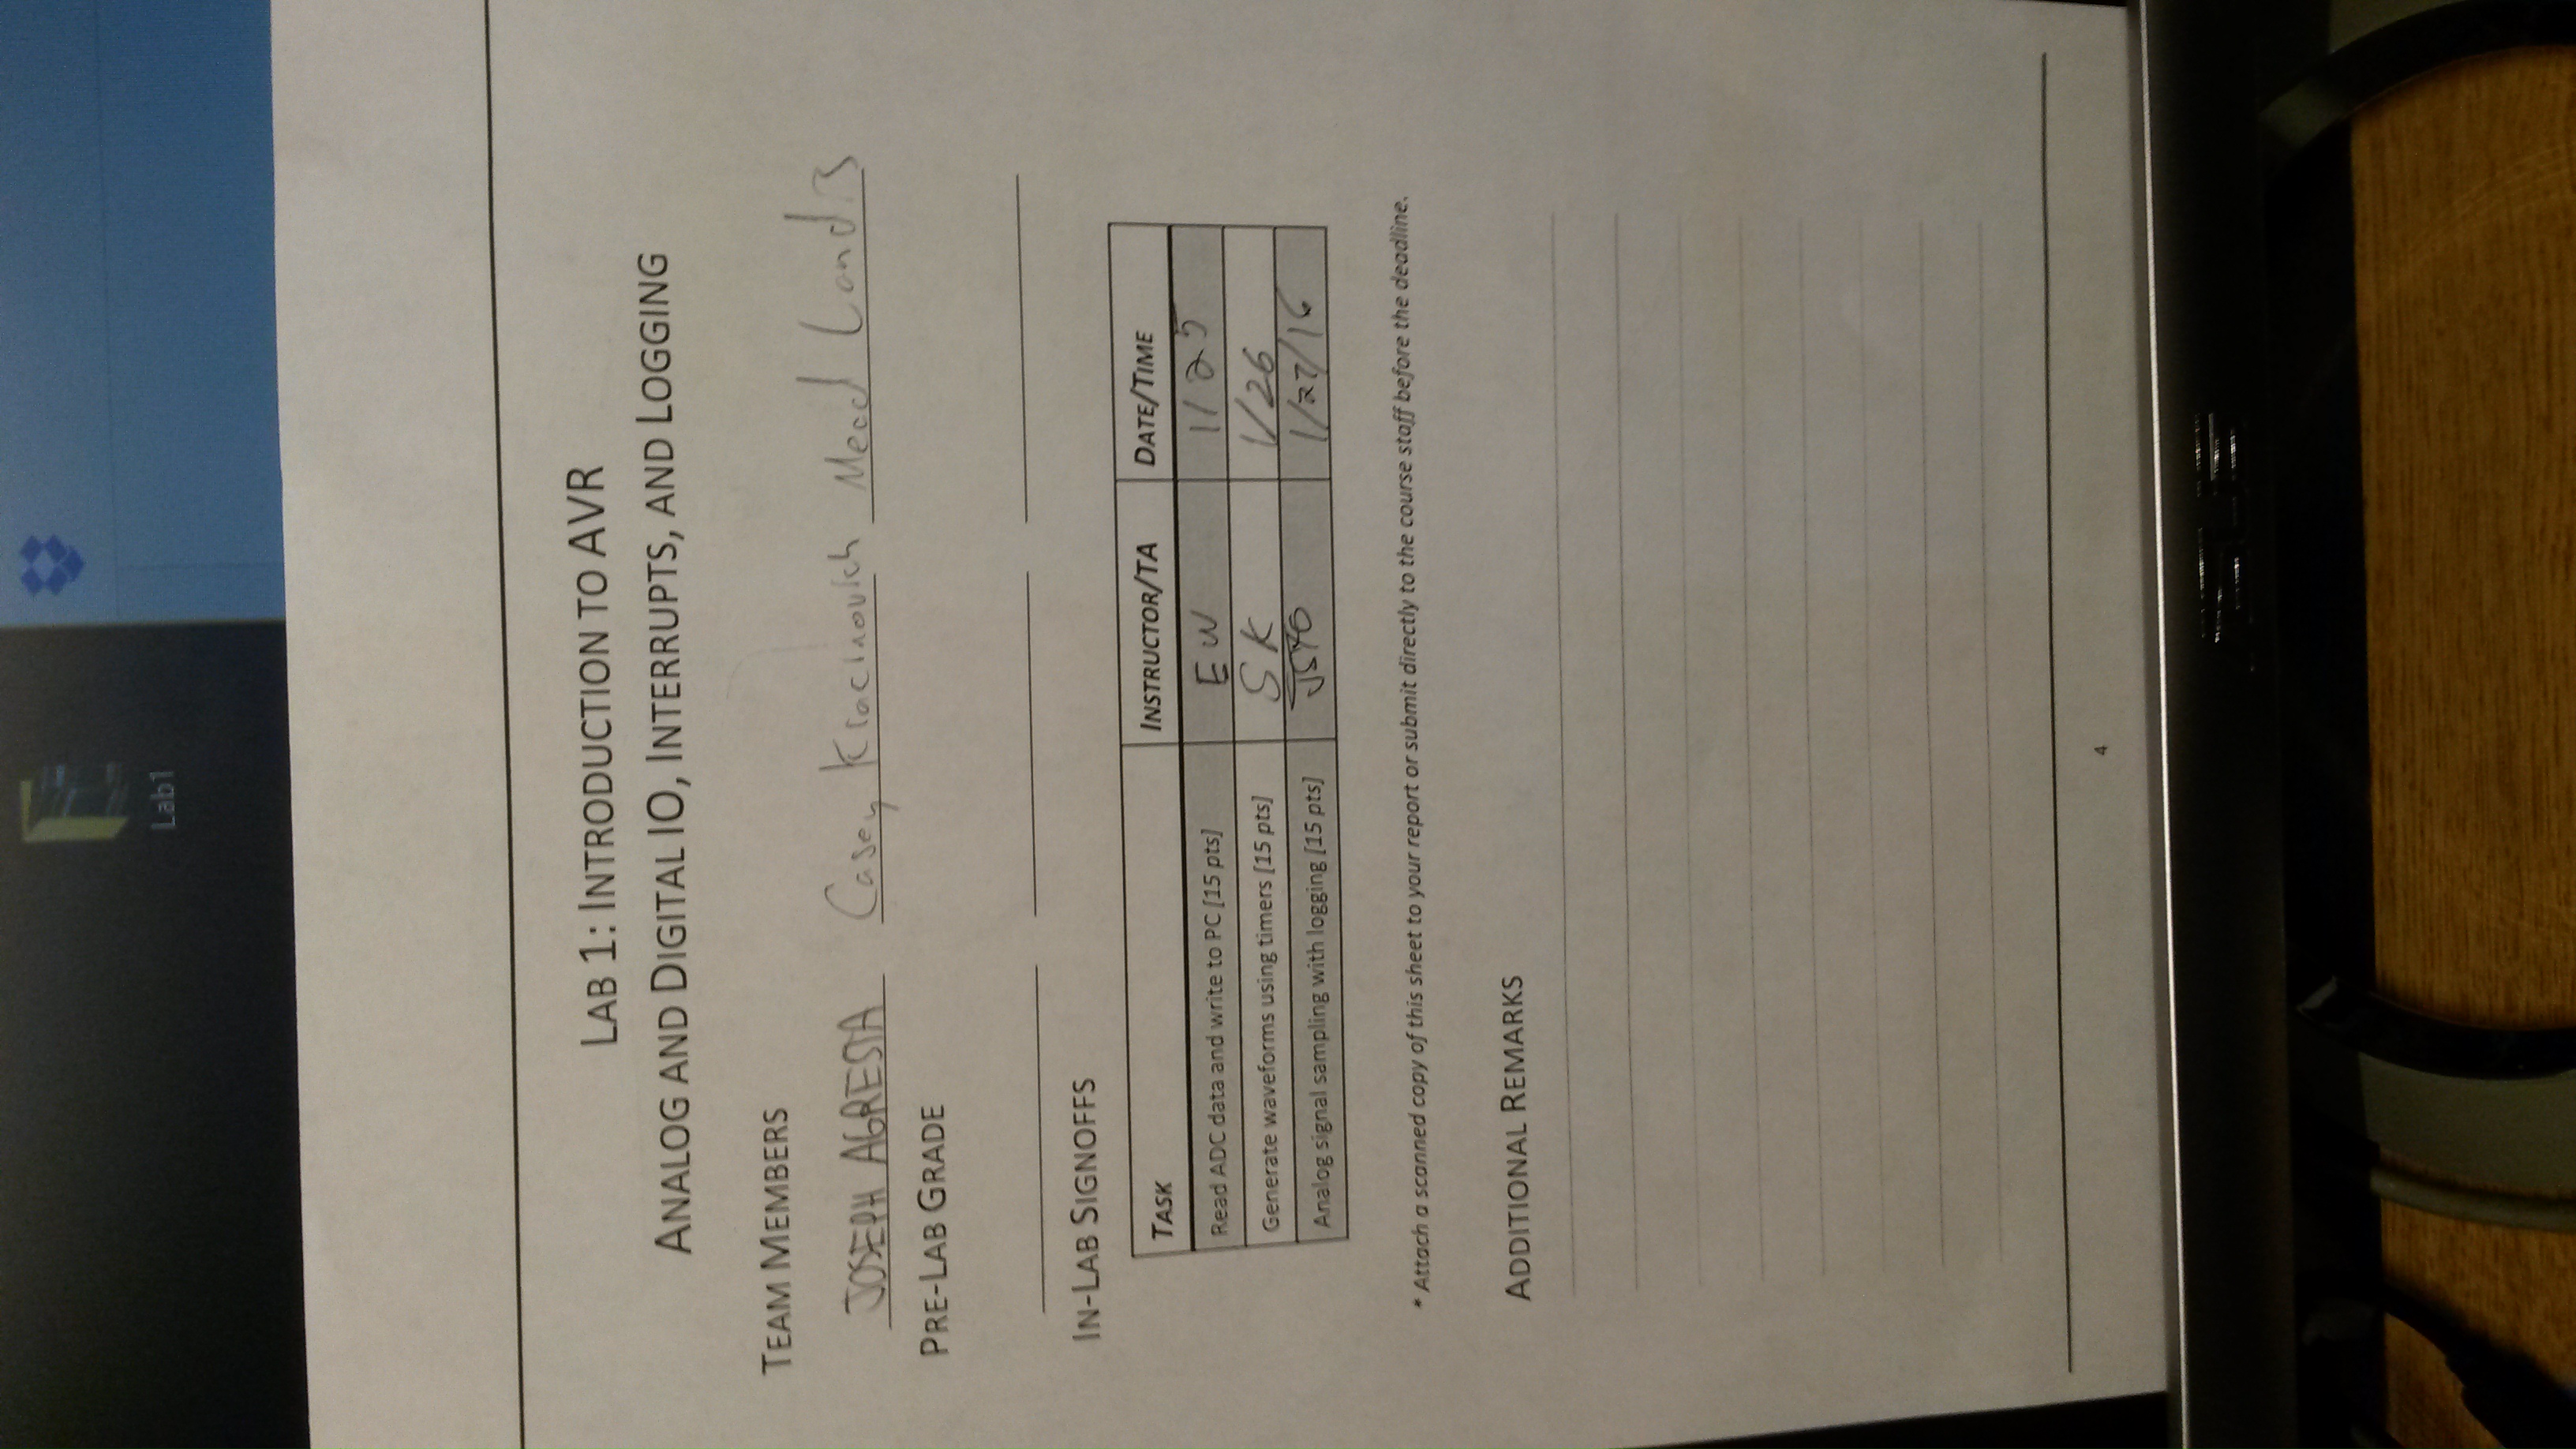 Lab1
LAB 1: INTRODUCTION TO AVR
ANALOG AND DIGITAL IO, INTERRUPTS, AND LOGGING
TEAM MEMBERS
JOSEPH AGRESTA Casey Kracinovich Mead Landis
PRE-LAB GRADE
IN-LAB SIGNOFFS
TASK INSTRUCTOR/TA DATE/TIME
Read ADC data and write to PC [15 pts] EW 1/25
Generate waveforms using timers [15 pts] SK 1/26
Analog signal sampling with logging [15 pts] 1/27/16
* Attach a scanned copy of this sheet to your report or submit directly to the course staff before the deadline.
ADDITIONAL REMARKS
4
ASUS